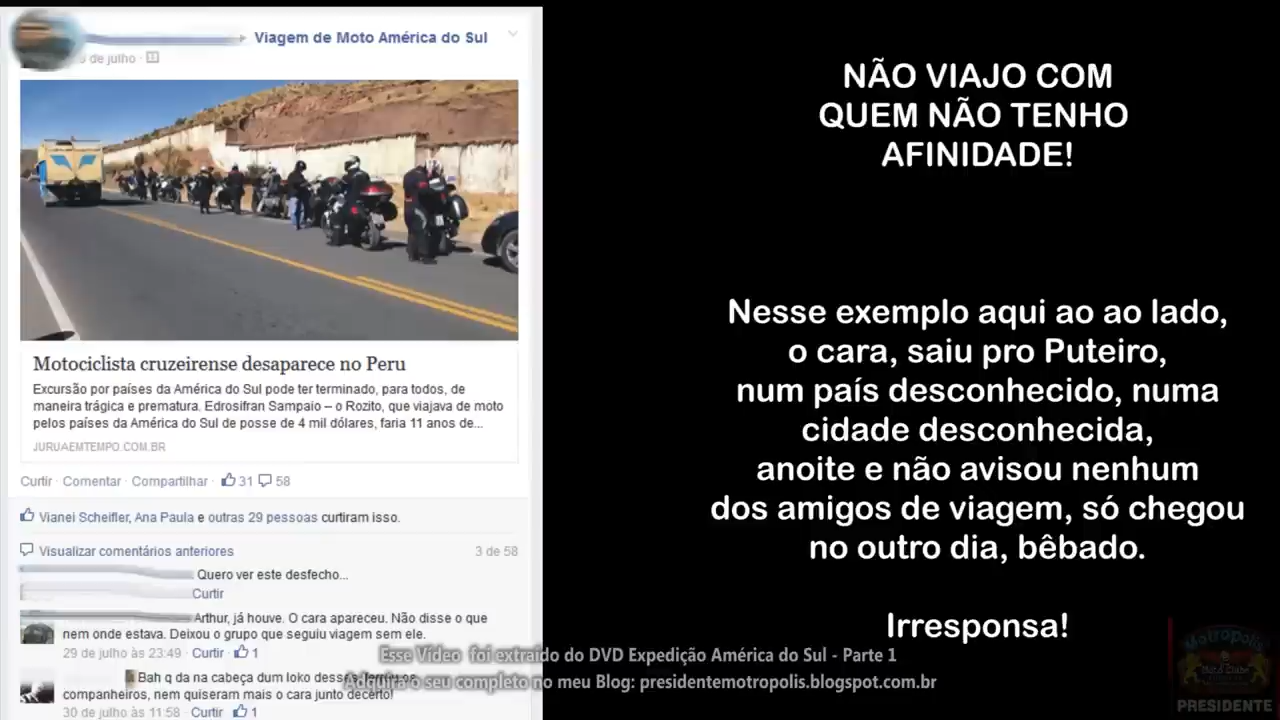 Viagem de Moto América do Sul
de julho
Motociclista cruzeirense desaparece no Peru
Excursão por países da América do Sul pode ter terminado, para todos, de
maneira trágica e prematura. Edrosifran Sampaio – o Rozito, que viajava de moto
pelos países da América do Sul de posse de 4 mil dólares, faria 11 anos de...
JURUAEMTEMPO.COM.BR
Curtir · Comentar · Compartilhar · 31 58
Vianei Scheifler, Ana Paula e outras 29 pessoas curtiram isso.
Visualizar comentários anteriores 3 de 58
Quero ver este desfecho...
Curtir
Arthur, já houve. O cara apareceu. Não disse o que
nem onde estava. Deixou o grupo que seguiu viagem sem ele.
29 de julho às 23:49 · Curtir · 1
Bah q da na cabeça dum loko desses,
companheiros, nem quiseram mais o cara junto decerto!
30 de julho às 11:58 · Curtir · 1
NÃO VIAJO COM
QUEM NÃO TENHO
AFINIDADE!
Nesse exemplo aqui ao ao lado,
o cara, saiu pro Puteiro,
num país desconhecido, numa
cidade desconhecida,
anoite e não avisou nenhum
dos amigos de viagem, só chegou
no outro dia, bêbado.
Irresponsa!
Esse Vídeo foi extraído do DVD Expedição América do Sul - Parte 1
Adquira o seu completo no meu Blog: presidentemotropolis.blogspot.com.br
Motropolis
PRESIDENTE